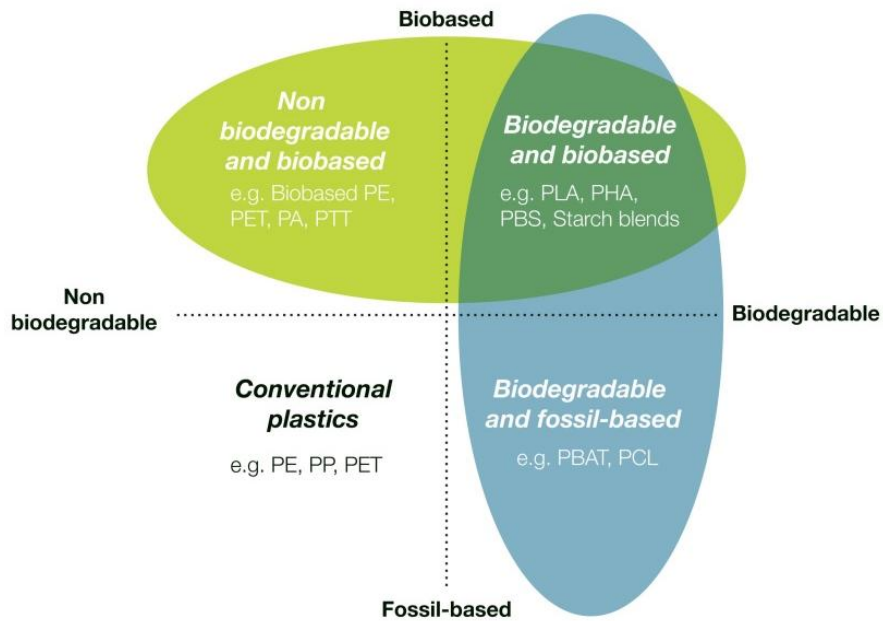 Biobased
Non
biodegradable
and biobased
e.g. Biobased PE,
PET, PA, PTT
Biodegradable
and biobased
e.g. PLA, PHA,
PBS, Starch blends
Non
biodegradable
Biodegradable
Conventional
plastics
e.g. PE, PP, PET
Biodegradable
and fossil-based
e.g. PBAT, PCL
Fossil-based